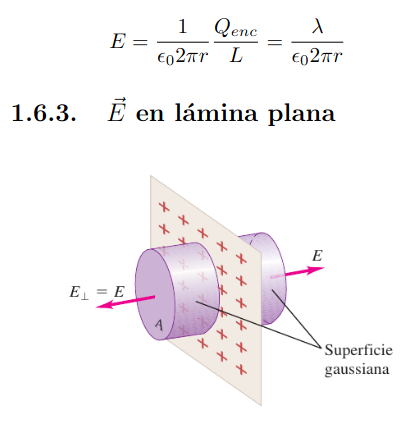 E = \frac{1}{\epsilon_0 2\pi r} \frac{Q_{enc}}{L} = \frac{\lambda}{\epsilon_0 2\pi r}
1.6.3. \vec{E} en lámina plana
E
E_⊥ = E
A
Superficie
gaussiana